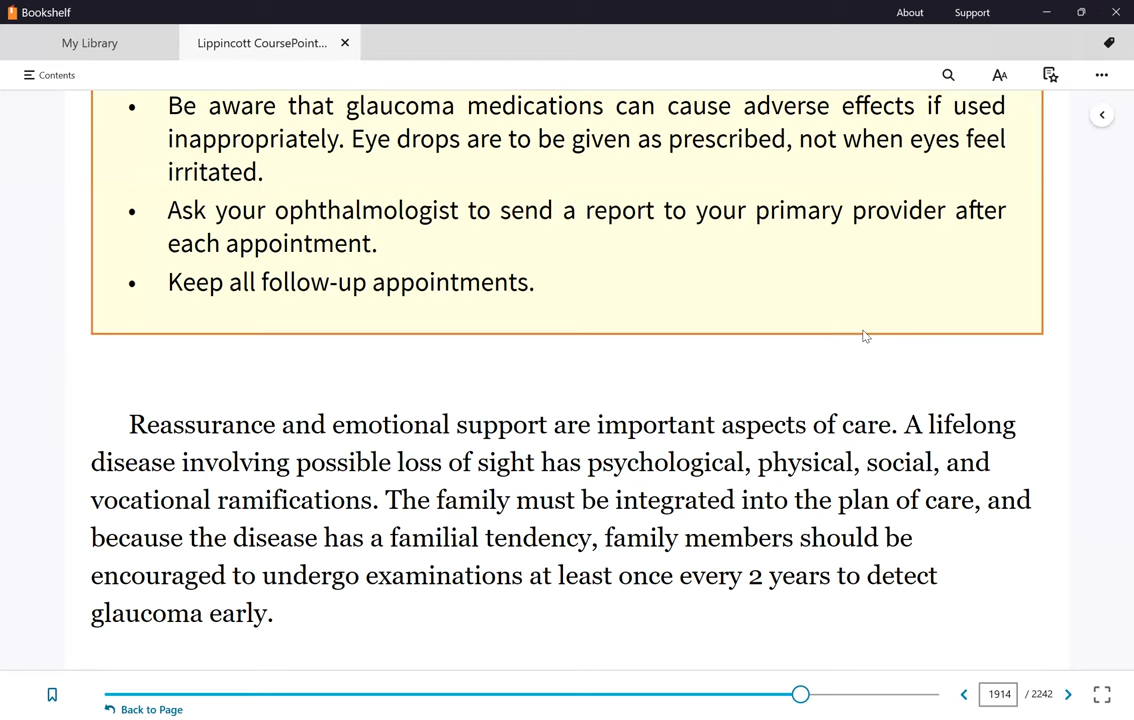 Bookshelf
About
Support
My Library
Lippincott CoursePoint...
Contents
AA
• Be aware that glaucoma medications can cause adverse effects if used
inappropriately. Eye drops are to be given as prescribed, not when eyes feel
irritated.
• Ask your ophthalmologist to send a report to your primary provider after
each appointment.
• Keep all follow-up appointments.
Reassurance and emotional support are important aspects of care. A lifelong
disease involving possible loss of sight has psychological, physical, social, and
vocational ramifications. The family must be integrated into the plan of care, and
because the disease has a familial tendency, family members should be
encouraged to undergo examinations at least once every 2 years to detect
glaucoma early.
1914 / 2242
Back to Page